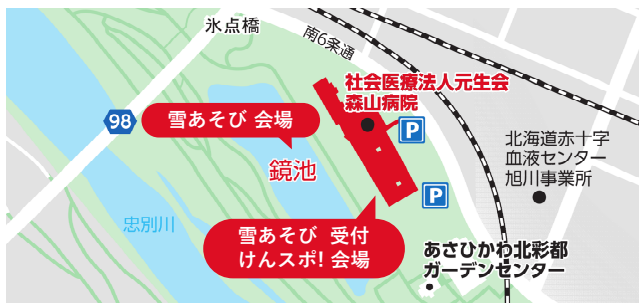 氷点橋
南6条通
社会医療法人元生会
森山病院
98
雪あそび 会場
P
北海道赤十字
血液センター
旭川事業所
鏡池
P
忠別川
雪あそび 受付
けんスポ! 会場
あさひかわ北彩都
ガーデンセンター